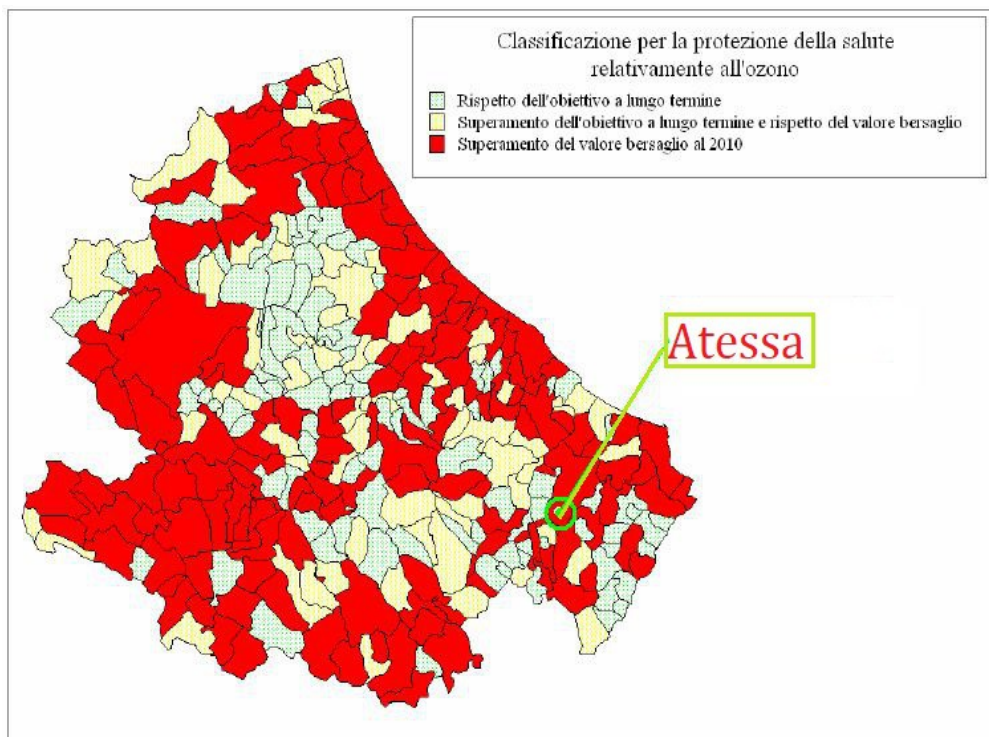 Classificazione per la protezione della salute
relativamente all'ozono
Rispetto dell'obiettivo a lungo termine
Superamento dell'obiettivo a lungo termine e rispetto del valore bersaglio
Superamento del valore bersaglio al 2010
Atessa